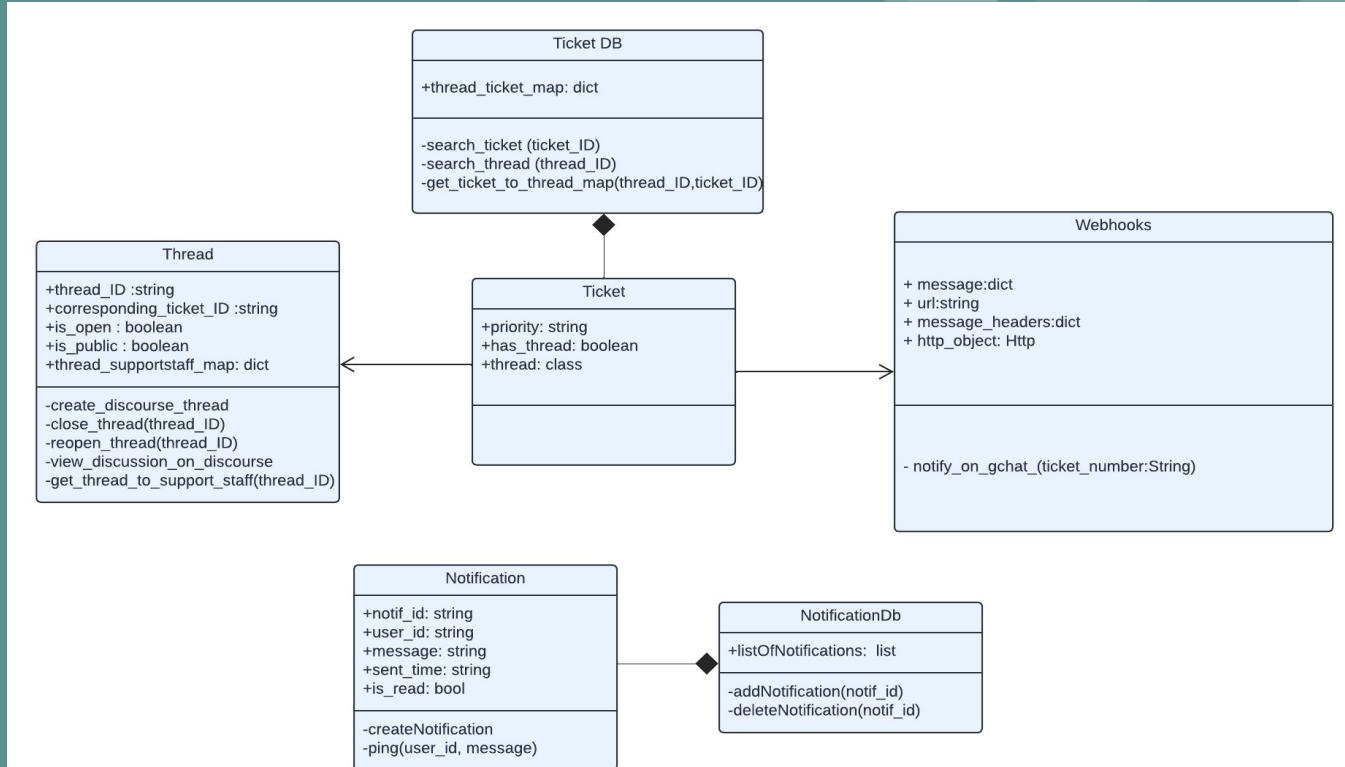 Ticket DB
+thread_ticket_map: dict
-search_ticket (ticket_ID)
-search_thread (thread_ID)
-get_ticket_to_thread_map(thread_ID,ticket_ID)
Thread
+thread_ID :string
+corresponding_ticket_ID :string
+is_open : boolean
+is_public : boolean
+thread_supportstaff_map: dict
-create_discourse_thread
-close_thread(thread_ID)
-reopen_thread(thread_ID)
-view_discussion_on_discourse
-get_thread_to_support_staff(thread_ID)
Ticket
+priority: string
+has_thread: boolean
+thread: class
Webhooks
+ message:dict
+ url:string
+ message_headers:dict
+ http_object: Http
- notify_on_gchat_(ticket_number:String)
Notification
+notif_id: string
+user_id: string
+message: string
+sent_time: string
+is_read: bool
-createNotification
-ping(user_id, message)
NotificationDb
+listOfNotifications:  list
-addNotification(notif_id)
-deleteNotification(notif_id)